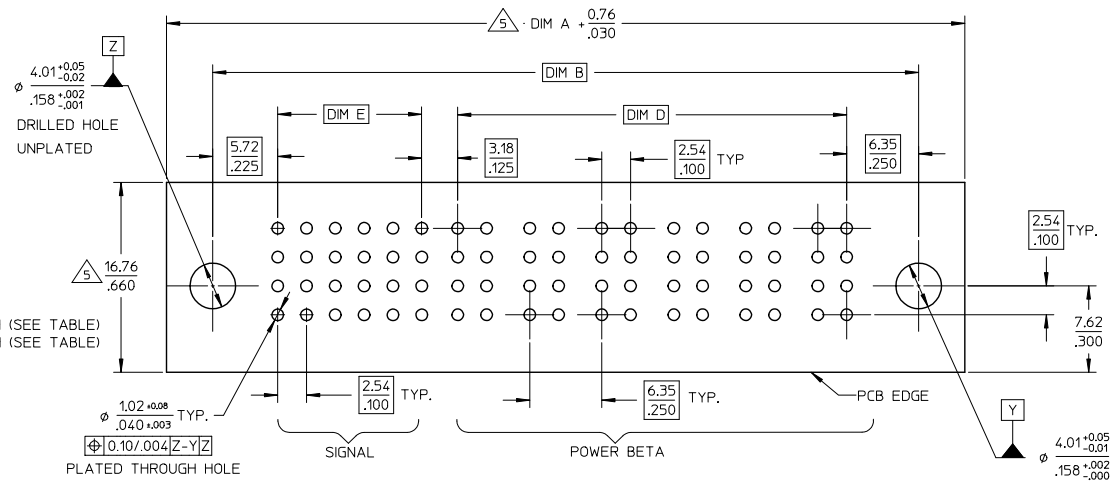 5 DIM A ± 0.76
.030
Z
DIM B
⌀ 4.01 +0.05 -0.02
.158 +.002 -.001
DRILLED HOLE
UNPLATED
DIM E
DIM D
5.72
.225
3.18
.125
2.54 TYP
.100
6.35
.250
2.54 TYP.
.100
5 16.76
.660
(SEE TABLE)
(SEE TABLE)
7.62
.300
⌀ 1.02 ±0.08 TYP.
.040 ±.003
⌖ 0.10/.004 Z-Y Z
PLATED THROUGH HOLE
2.54 TYP.
.100
6.35 TYP.
.250
PCB EDGE
SIGNAL
POWER BETA
Y
⌀ 4.01 +0.05 -0.01
.158 +.002 -.000